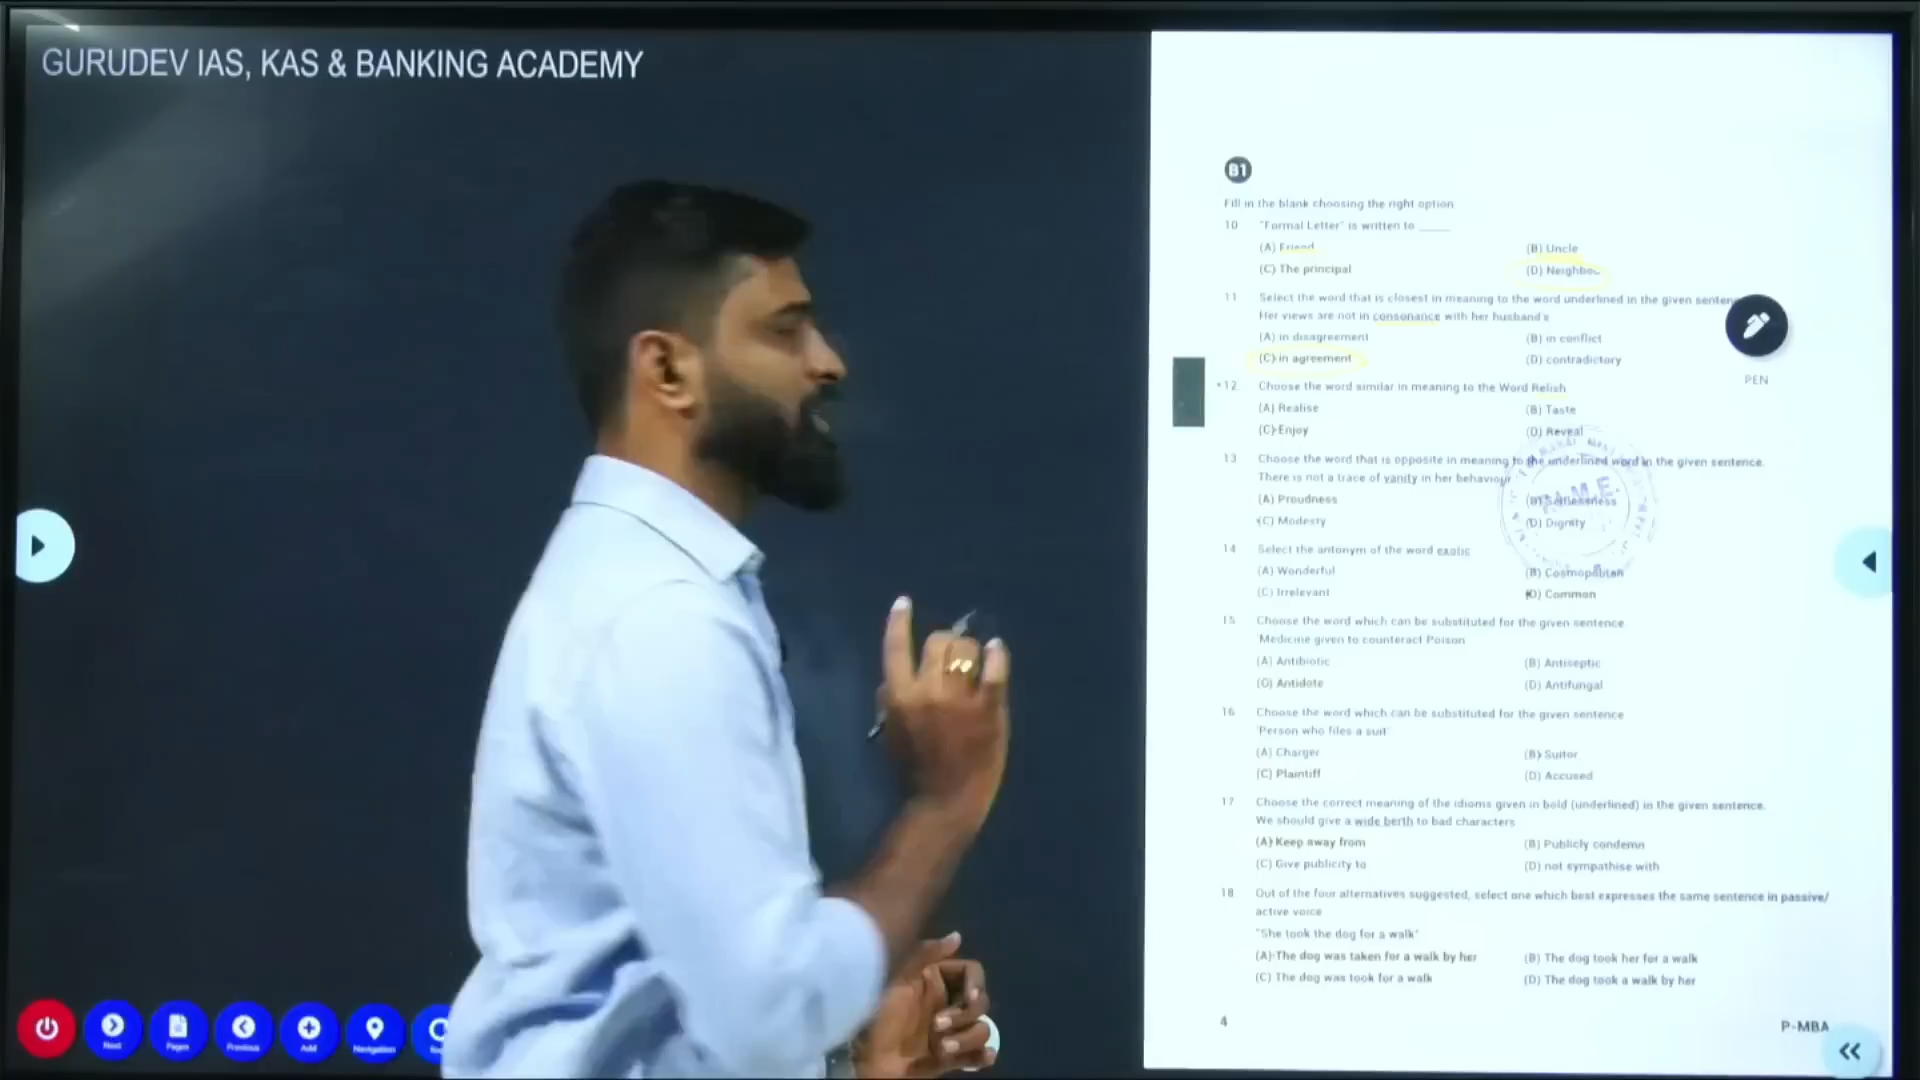 GURUDEV IAS, KAS & BANKING ACADEMY
B1
Fill in the blank choosing the right option
10 "Formal Letter" is written to _____
(A) Friend (B) Uncle
(C) The principal (D) Neighbou
11 Select the word that is closest in meaning to the word underlined in the given senten
Her views are not in consonance with her husband's
(A) in disagreement (B) in conflict
(C) in agreement (D) contradictory
PEN
12 Choose the word similar in meaning to the Word Relish
(A) Realise (B) Taste
(C) Enjoy (D) Reveal
13 Choose the word that is opposite in meaning to the underlined word in the given sentence.
There is not a trace of vanity in her behaviour
(A) Proudness (B) Selflessness
(C) Modesty (D) Dignity
14 Select the antonym of the word exotic
(A) Wonderful (B) Cosmopolitan
(C) Irrelevant (D) Common
15 Choose the word which can be substituted for the given sentence
Medicine given to counteract Poison
(A) Antibiotic (B) Antiseptic
(C) Antidote (D) Antifungal
16 Choose the word which can be substituted for the given sentence
'Person who files a suit'
(A) Charger (B) Suitor
(C) Plaintiff (D) Accused
17 Choose the correct meaning of the idioms given in bold (underlined) in the given sentence.
We should give a wide berth to bad characters
(A) Keep away from (B) Publicly condemn
(C) Give publicity to (D) not sympathise with
18 Out of the four alternatives suggested, select one which best expresses the same sentence in passive/
active voice
"She took the dog for a walk"
(A) The dog was taken for a walk by her (B) The dog took her for a walk
(C) The dog was took for a walk (D) The dog took a walk by her
4 P-MBA
Next Pages Previous Add Navigation